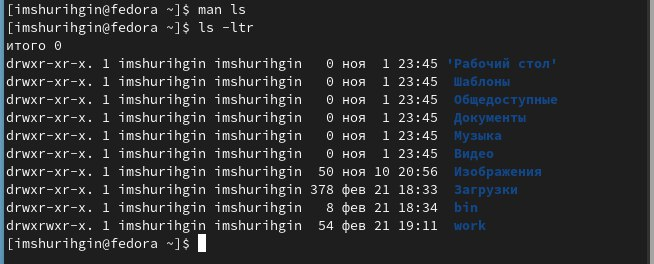 [imshurihgin@fedora ~]$ man ls
[imshurihgin@fedora ~]$ ls -ltr
итого 0
drwxr-xr-x. 1 imshurihgin imshurihgin   0 ноя  1 23:45 'Рабочий стол'
drwxr-xr-x. 1 imshurihgin imshurihgin   0 ноя  1 23:45  Шаблоны
drwxr-xr-x. 1 imshurihgin imshurihgin   0 ноя  1 23:45  Общедоступные
drwxr-xr-x. 1 imshurihgin imshurihgin   0 ноя  1 23:45  Документы
drwxr-xr-x. 1 imshurihgin imshurihgin   0 ноя  1 23:45  Музыка
drwxr-xr-x. 1 imshurihgin imshurihgin   0 ноя  1 23:45  Видео
drwxr-xr-x. 1 imshurihgin imshurihgin  50 ноя 10 20:56  Изображения
drwxr-xr-x. 1 imshurihgin imshurihgin 378 фев 21 18:33  Загрузки
drwxr-xr-x. 1 imshurihgin imshurihgin   8 фев 21 18:34  bin
drwxrwxr-x. 1 imshurihgin imshurihgin  54 фев 21 19:11  work
[imshurihgin@fedora ~]$